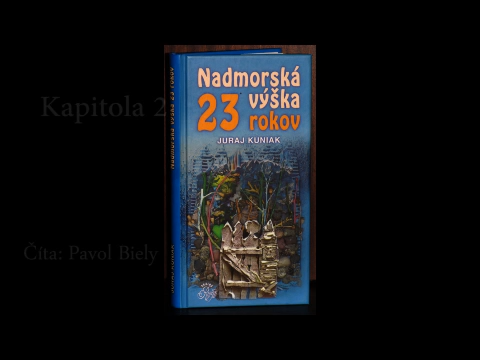 Kapitola 2
Nadmorská
23 výška
rokov
JURAJ KUNIAK
Číta: Pavol Biely